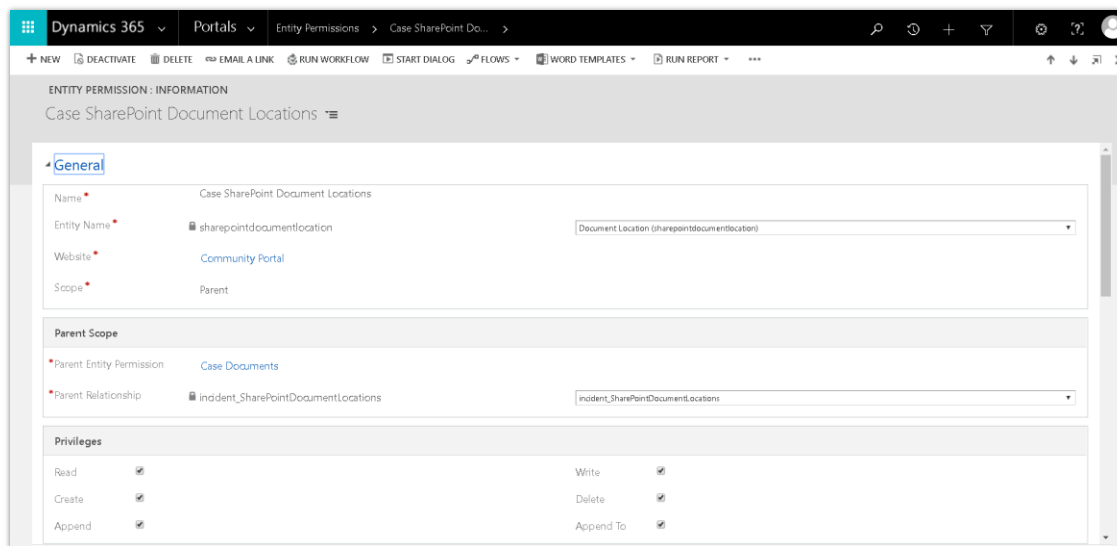 Dynamics 365 Portals Entity Permissions > Case SharePoint Do... >
NEW DEACTIVATE DELETE EMAIL A LINK RUN WORKFLOW START DIALOG FLOWS WORD TEMPLATES RUN REPORT ...
ENTITY PERMISSION : INFORMATION
Case SharePoint Document Locations
General
Name* Case SharePoint Document Locations
Entity Name* sharepointdocumentlocation Document Location (sharepointdocumentlocation)
Website* Community Portal
Scope* Parent
Parent Scope
*Parent Entity Permission Case Documents
*Parent Relationship incident_SharePointDocumentLocations incident_SharePointDocumentLocations
Privileges
Read Write
Create Delete
Append Append To